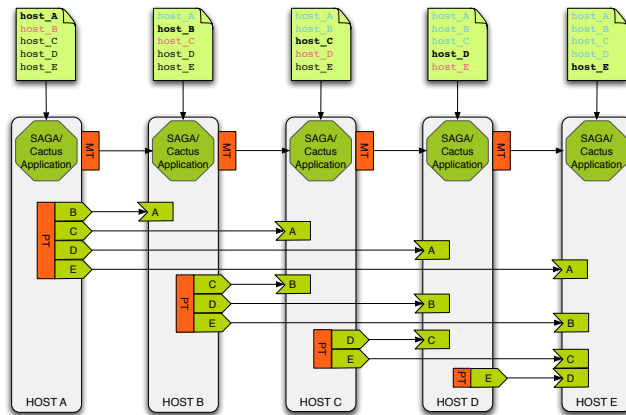 host_A
host_B
host_C
host_D
host_E
host_A
host_B
host_C
host_D
host_E
host_A
host_B
host_C
host_D
host_E
host_A
host_B
host_C
host_D
host_E
host_A
host_B
host_C
host_D
host_E
SAGA/
Cactus
Application
MT
SAGA/
Cactus
Application
MT
SAGA/
Cactus
Application
MT
SAGA/
Cactus
Application
MT
SAGA/
Cactus
Application
PT
B
A
C
A
D
A
E
A
PT
C
B
D
B
E
B
PT
D
C
E
C
PT
E
D
HOST A
HOST B
HOST C
HOST D
HOST E